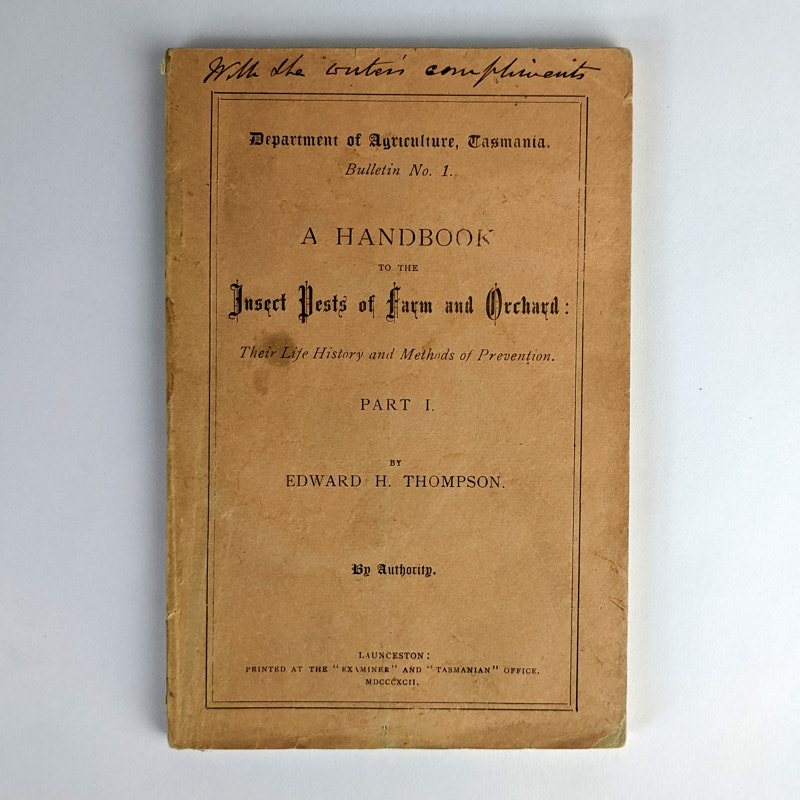 With the writer's compliments
Department of Agriculture, Tasmania.
Bulletin No. 1.
A HANDBOOK
TO THE
Insect Pests of Farm and Orchard:
Their Life History and Methods of Prevention.
PART I.
BY
EDWARD H. THOMPSON.
By Authority.
LAUNCESTON:
PRINTED AT THE "EXAMINER" AND "TASMANIAN" OFFICE.
MDCCCXCII.